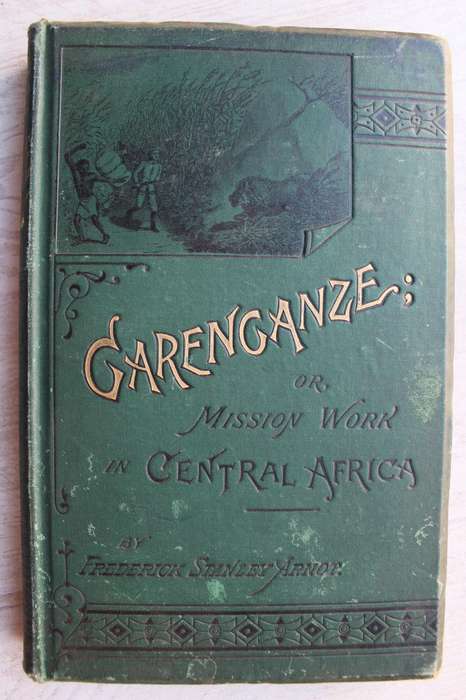 GARENGANZE;
OR,
MISSION WORK
IN CENTRAL AFRICA
BY
FREDERICK STANLEY ARNOT.